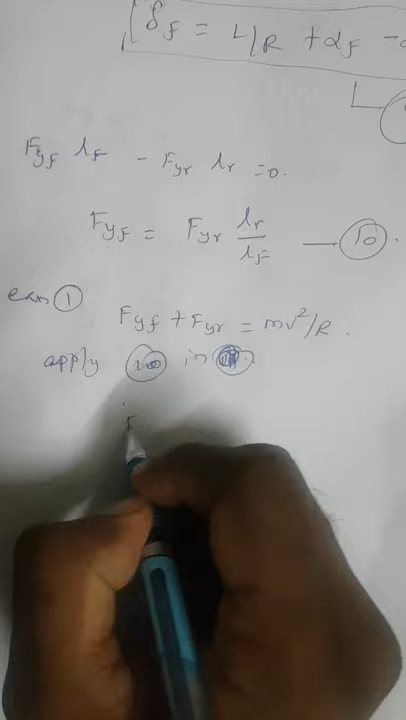 δf = L/R + αf -
Fyf lf - Fyr lr = 0.
Fyf = Fyr lr/lf — 10.
eqn 1
Fyf + Fyr = mv²/R.
apply 10 in
F